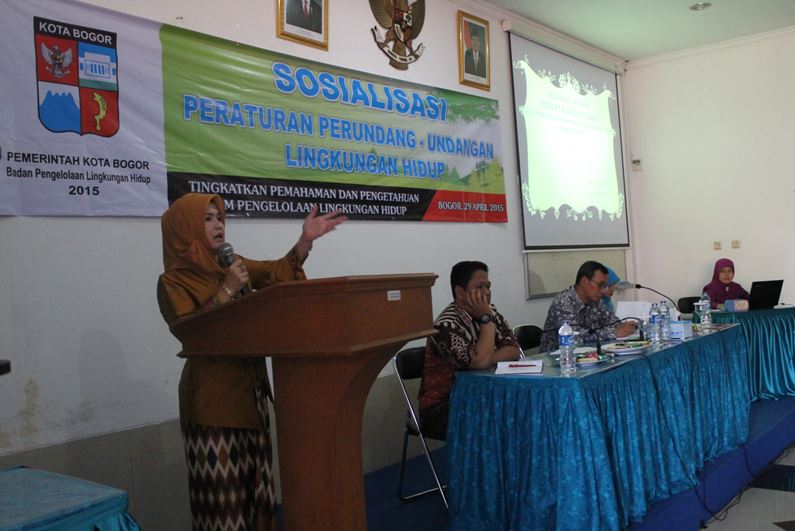 KOTA BOGOR
PEMERINTAH KOTA BOGOR
Badan Pengelolaan Lingkungan Hidup
2015
SOSIALISASI
PERATURAN PERUNDANG - UNDANGAN
LINGKUNGAN HIDUP
TINGKATKAN PEMAHAMAN DAN PENGETAHUAN
M PENGELOLAAN LINGKUNGAN HIDUP
BOGOR, 29 APRIL 2015